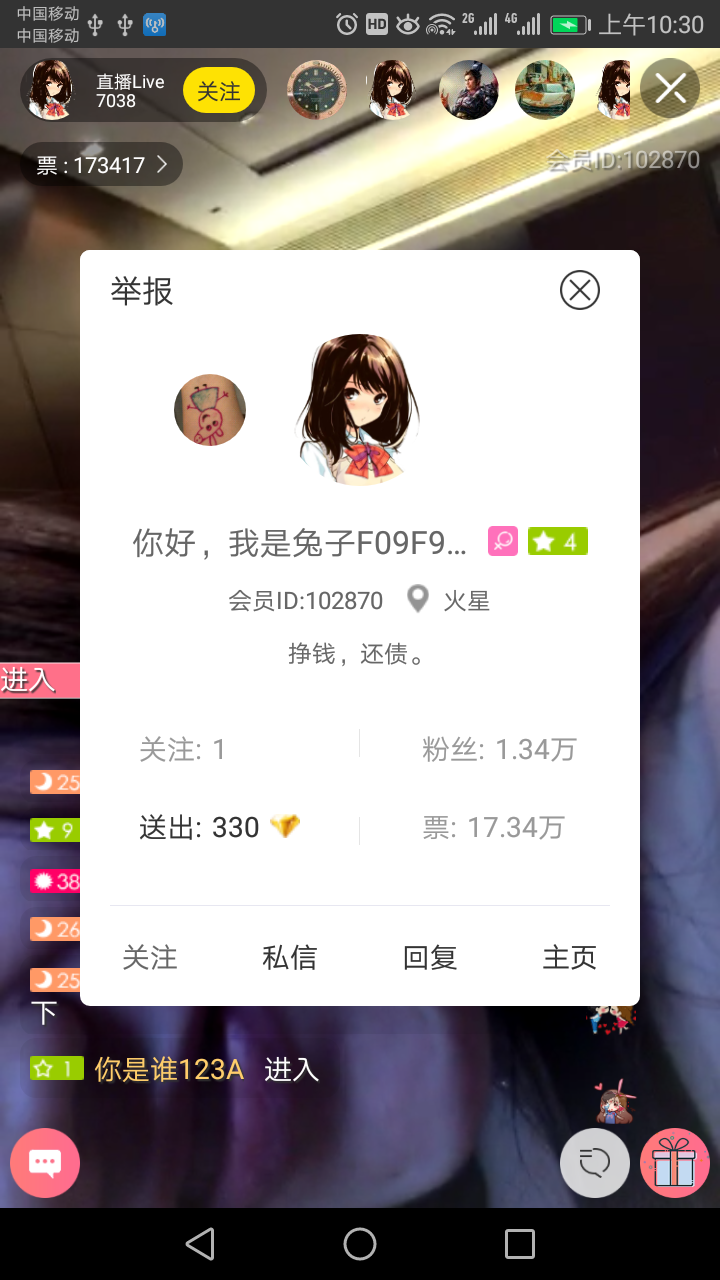 中国移动
中国移动
HD 2G 4G 上午10:30
直播Live
7038
关注
票 : 173417
会员ID:102870
举报
你好，我是兔子F09F9... 4
会员ID:102870 火星
挣钱，还债。
关注: 1
粉丝: 1.34万
送出: 330
票: 17.34万
关注 私信 回复 主页
进入
25
9
38
26
25
下
1 你是谁123A 进入